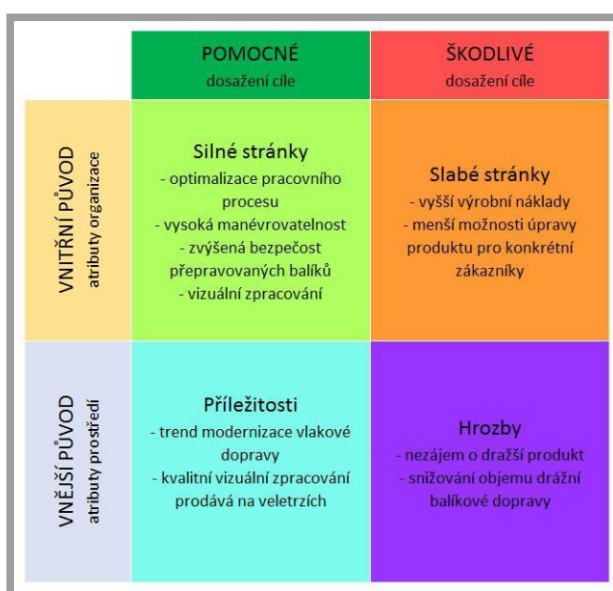 POMOCNÉ
dosažení cíle
ŠKODLIVÉ
dosažení cíle
VNITŘNÍ PŮVOD
atributy organizace
Silné stránky
- optimalizace pracovního
procesu
- vysoká manévrovatelnost
- zvýšená bezpečost
přepravovaných balíků
- vizuální zpracování
Slabé stránky
- vyšší výrobní náklady
- menší možnosti úpravy
produktu pro konkrétní
zákazníky
VNĚJŠÍ PŮVOD
atributy prostředí
Příležitosti
- trend modernizace vlakové
dopravy
- kvalitní vizuální zpracování
prodává na veletrzích
Hrozby
- nezájem o dražší produkt
- snižování objemu drážní
balíkové dopravy